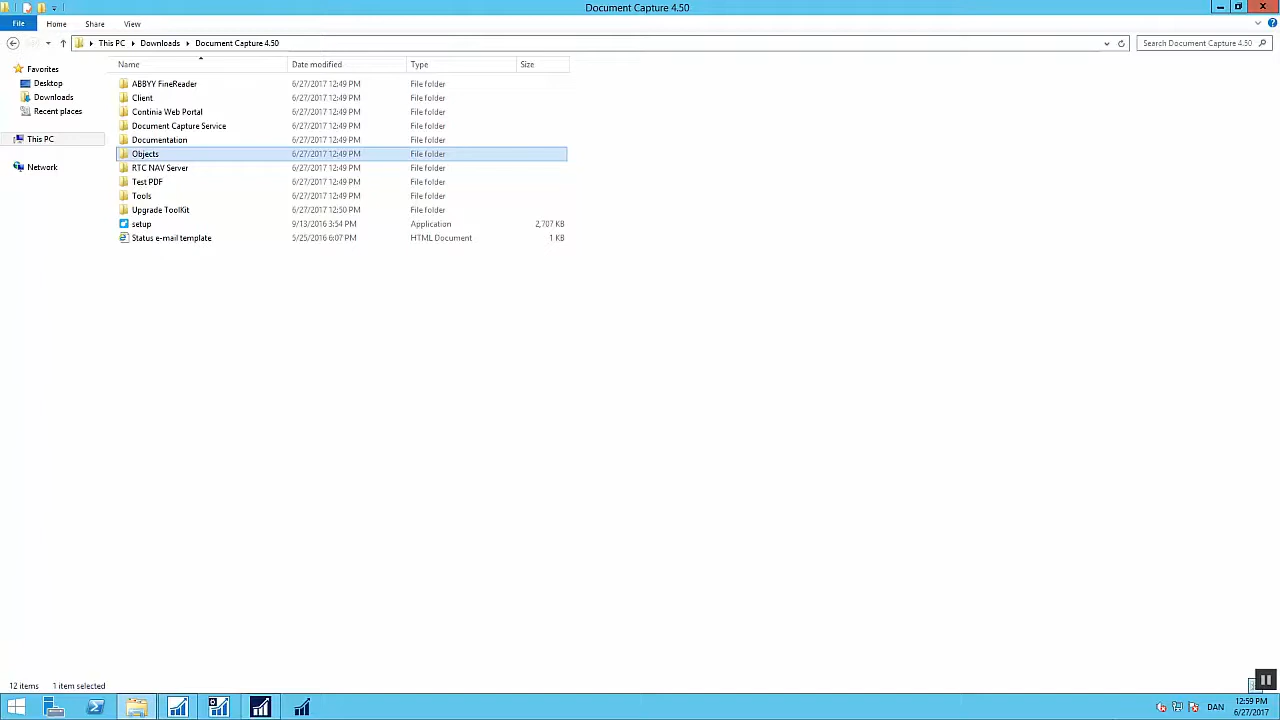 Document Capture 4.50
File Home Share View
This PC Downloads Document Capture 4.50 Search Document Capture 4.50
Name Date modified Type Size
Favorites
Desktop
Downloads
Recent places
This PC
Network
ABBYY FineReader 6/27/2017 12:49 PM File folder
Client 6/27/2017 12:49 PM File folder
Continia Web Portal 6/27/2017 12:49 PM File folder
Document Capture Service 6/27/2017 12:49 PM File folder
Documentation 6/27/2017 12:49 PM File folder
Objects 6/27/2017 12:49 PM File folder
RTC NAV Server 6/27/2017 12:49 PM File folder
Test PDF 6/27/2017 12:49 PM File folder
Tools 6/27/2017 12:49 PM File folder
Upgrade ToolKit 6/27/2017 12:50 PM File folder
setup 9/13/2016 3:54 PM Application 2,707 KB
Status e-mail template 5/25/2016 6:07 PM HTML Document 1 KB
12 items 1 item selected
DAN 12:59 PM
6/27/2017